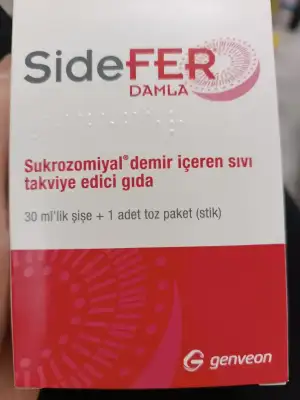 SideFER®
DAMLA
Sukrozomiyal® demir içeren sıvı
takviye edici gıda
30 ml'lik şişe + 1 adet toz paket (stik)
genveon